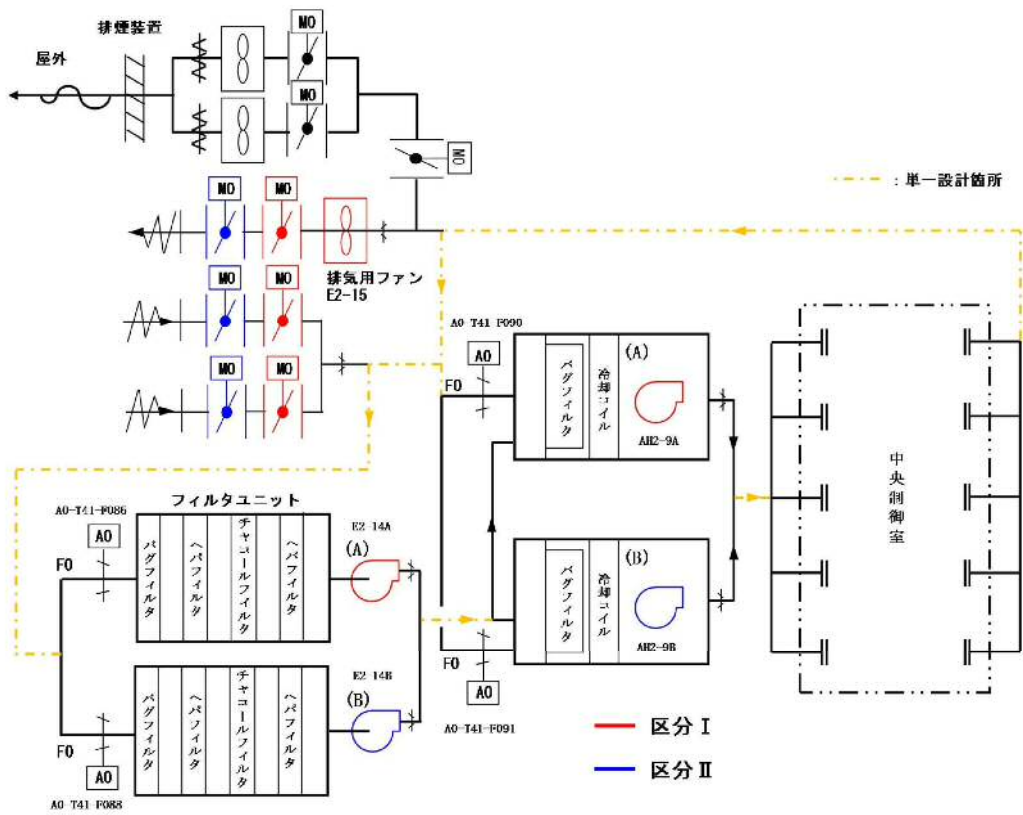 排煙装置
屋外
MO
MO
MO
:単一設計箇所
MO
MO
排気用ファン
E2-15
MO
MO
MO
MO
AO-T41-F090
AO
FO
バグフィルタ
冷却コイル
(A)
AH2-9A
中央制御室
フィルタユニット
AO-T41-F086
AO
FO
バグフィルタ
ヘパフィルタ
チャコールフィルタ
ヘパフィルタ
E2-14A
(A)
バグフィルタ
冷却コイル
(B)
AH2-9B
FO
AO
AO-T41-F091
バグフィルタ
ヘパフィルタ
チャコールフィルタ
ヘパフィルタ
E2-14B
(B)
FO
AO
AO-T41-F088
区分Ⅰ
区分Ⅱ